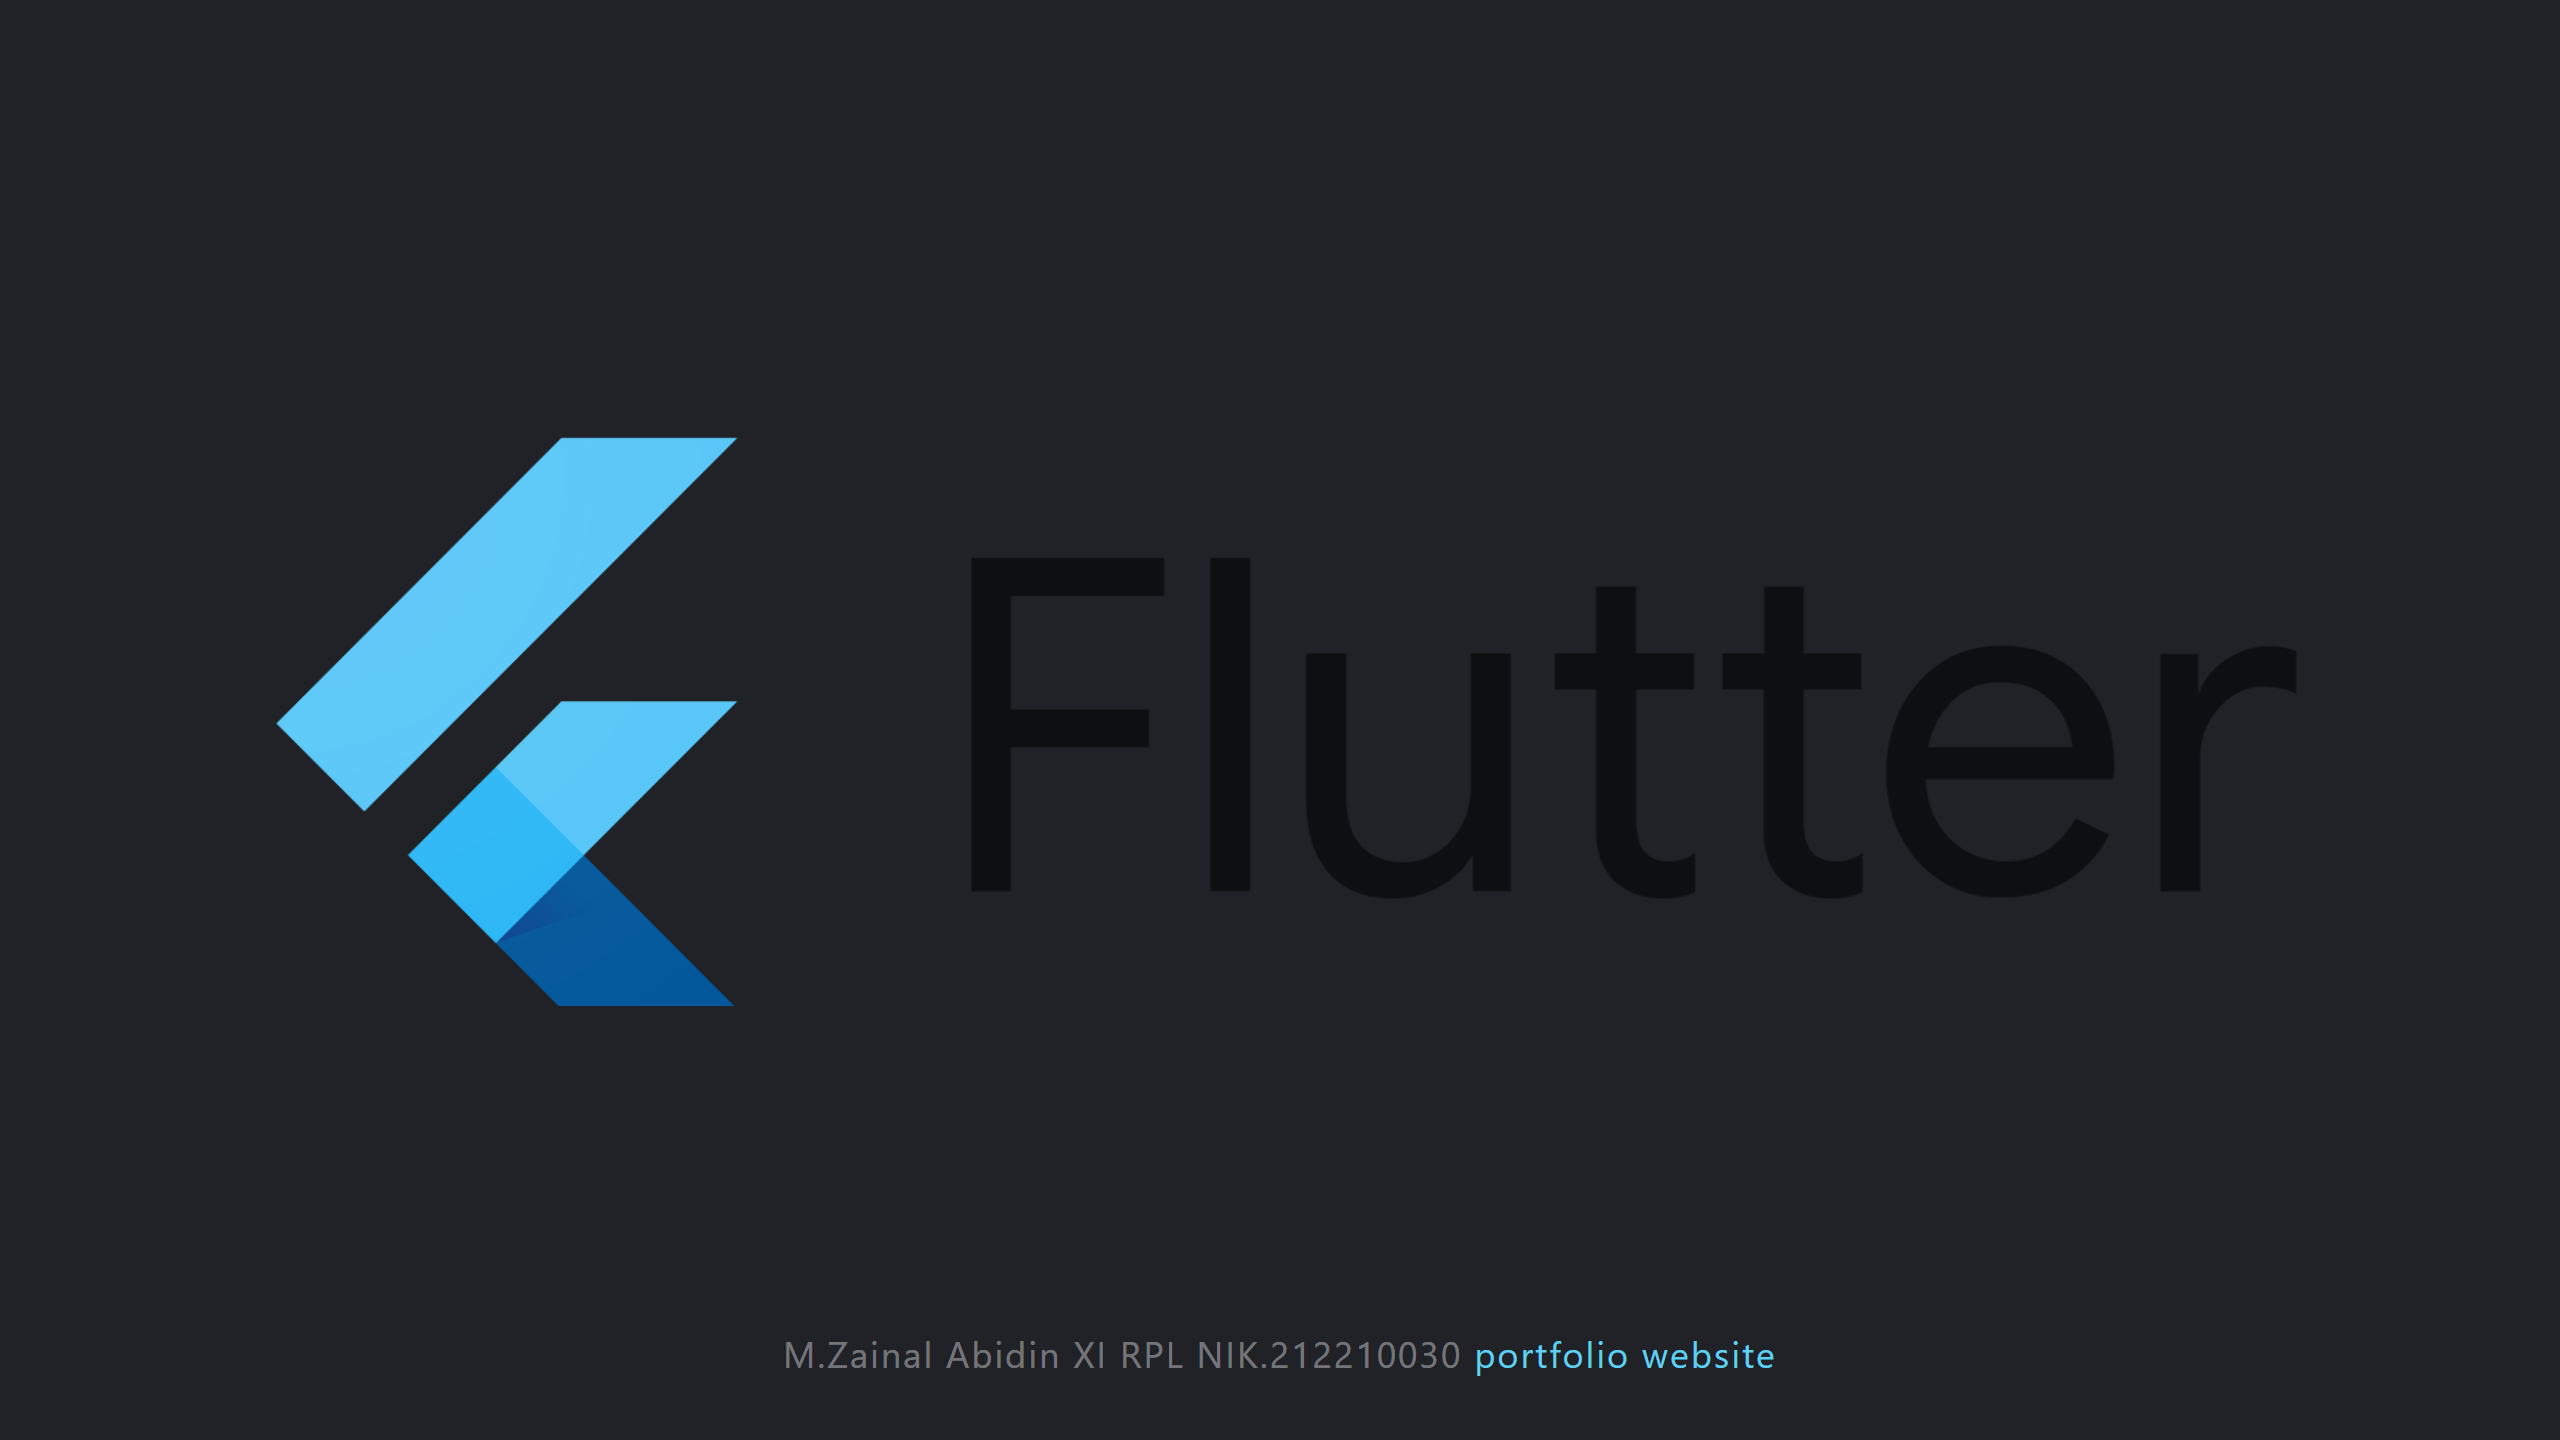 Flutter
M.Zainal Abidin XI RPL NIK.212210030 portfolio website